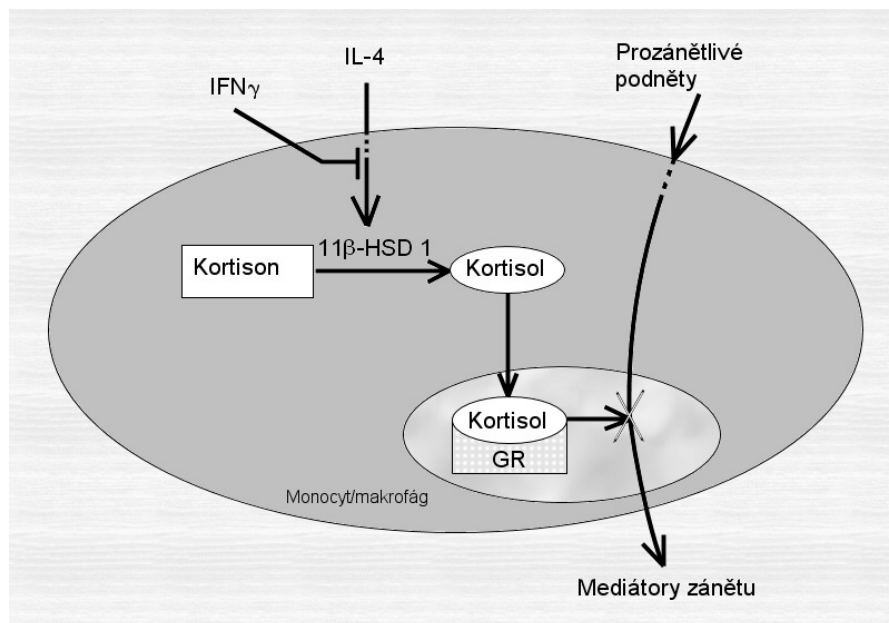 IL-4
IFNγ
Prozánětlivé
podněty
11β-HSD 1
Kortison
Kortisol
Kortisol
GR
Monocyt/makrofág
Mediátory zánětu